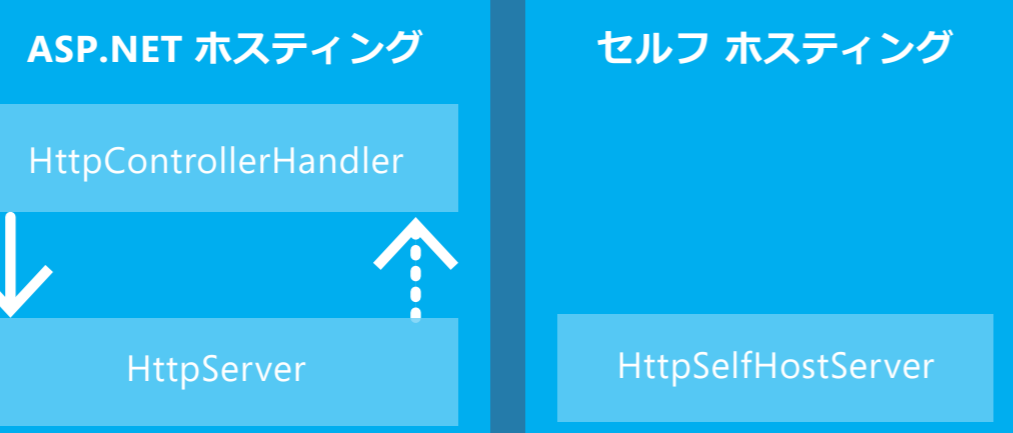 ASP.NET ホスティング
HttpControllerHandler
HttpServer
セルフ ホスティング
HttpSelfHostServer